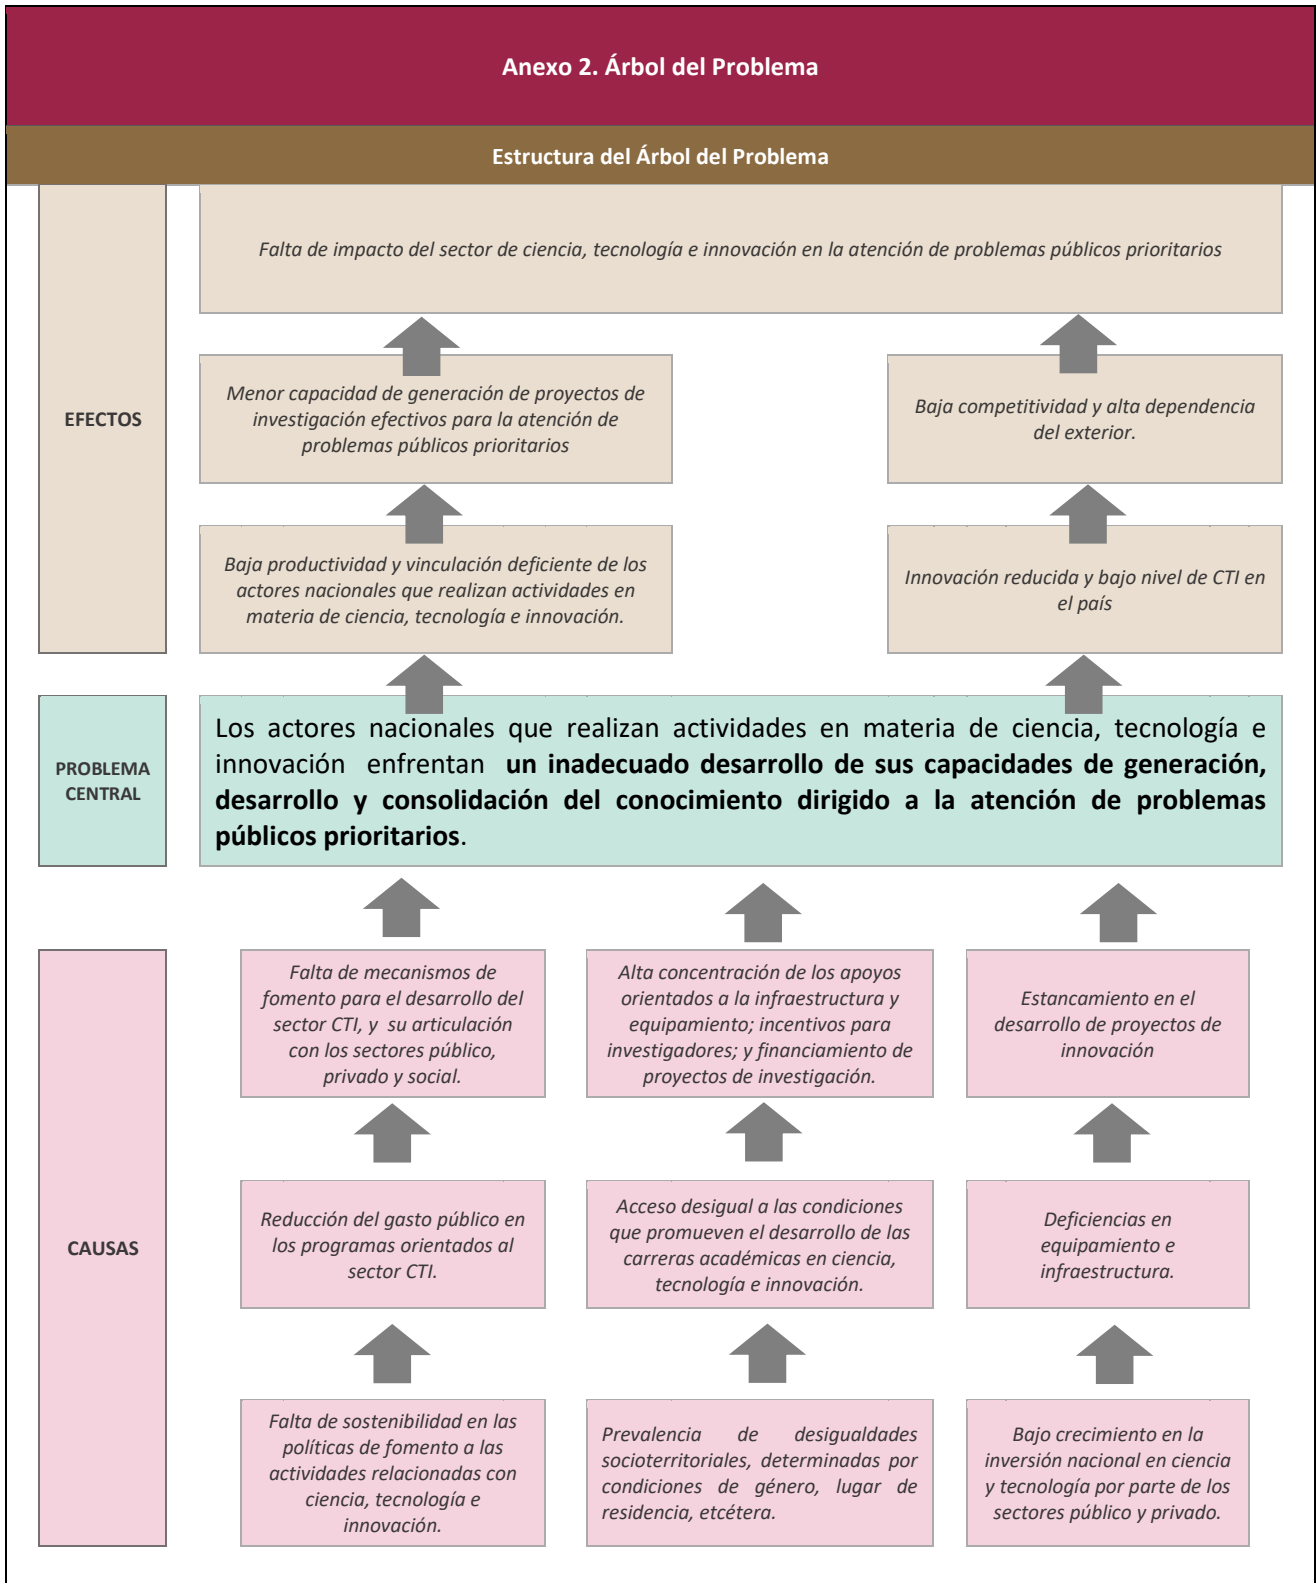 Anexo 2. Árbol del Problema
Estructura del Árbol del Problema
EFECTOS
Falta de impacto del sector de ciencia, tecnología e innovación en la atención de problemas públicos prioritarios
Menor capacidad de generación de proyectos de
investigación efectivos para la atención de
problemas públicos prioritarios
Baja competitividad y alta dependencia
del exterior.
Baja productividad y vinculación deficiente de los
actores nacionales que realizan actividades en
materia de ciencia, tecnología e innovación.
Innovación reducida y bajo nivel de CTI en
el país
PROBLEMA
CENTRAL
Los actores nacionales que realizan actividades en materia de ciencia, tecnología e
innovación enfrentan un inadecuado desarrollo de sus capacidades de generación,
desarrollo y consolidación del conocimiento dirigido a la atención de problemas
públicos prioritarios.
CAUSAS
Falta de mecanismos de
fomento para el desarrollo del
sector CTI, y su articulación
con los sectores público,
privado y social.
Alta concentración de los apoyos
orientados a la infraestructura y
equipamiento; incentivos para
investigadores; y financiamiento de
proyectos de investigación.
Estancamiento en el
desarrollo de proyectos de
innovación
Reducción del gasto público en
los programas orientados al
sector CTI.
Acceso desigual a las condiciones
que promueven el desarrollo de las
carreras académicas en ciencia,
tecnología e innovación.
Deficiencias en
equipamiento e
infraestructura.
Falta de sostenibilidad en las
políticas de fomento a las
actividades relacionadas con
ciencia, tecnología e
innovación.
Prevalencia de desigualdades
socioterritoriales, determinadas por
condiciones de género, lugar de
residencia, etcétera.
Bajo crecimiento en la
inversión nacional en ciencia
y tecnología por parte de los
sectores público y privado.